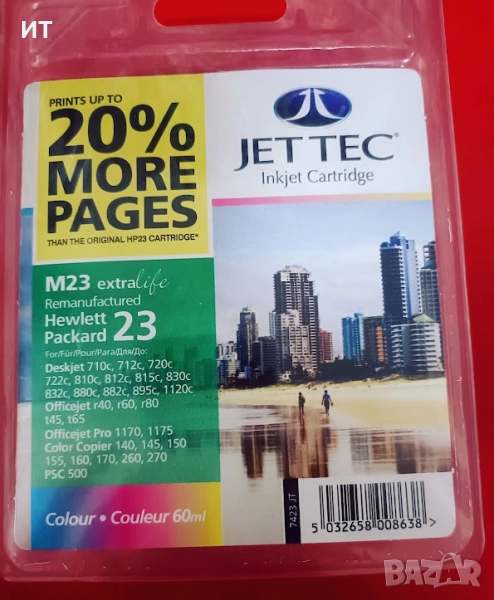 ИТ
PRINTS UP TO
20%
MORE
PAGES
THAN THE ORIGINAL HP23 CARTRIDGE*
JET TEC®
Inkjet Cartridge
M23 extralife
Remanufactured
Hewlett
Packard 23
For/Für/Pour/Para/Для/Do:
Deskjet 710c, 712c, 720c
722c, 810c, 812c, 815c, 830c
832c, 880c, 882c, 895c, 1120c
Officejet r40, r60, r80
t45, t65
Officejet Pro 1170, 1175
Color Copier 140, 145, 150
155, 160, 170, 260, 270
PSC 500
Colour • Couleur 60ml
7423 JT
5 032658 008638 >
BAZAR